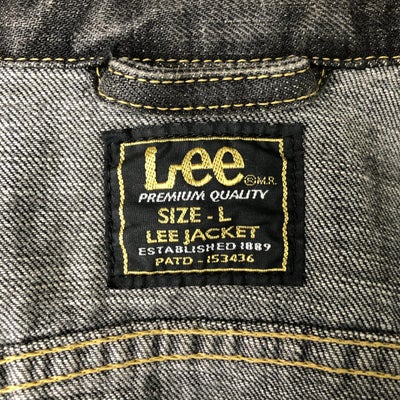 Lee ®M.R.
PREMIUM QUALITY
SIZE - L
LEE JACKET
ESTABLISHED 1889
PATD - 153436